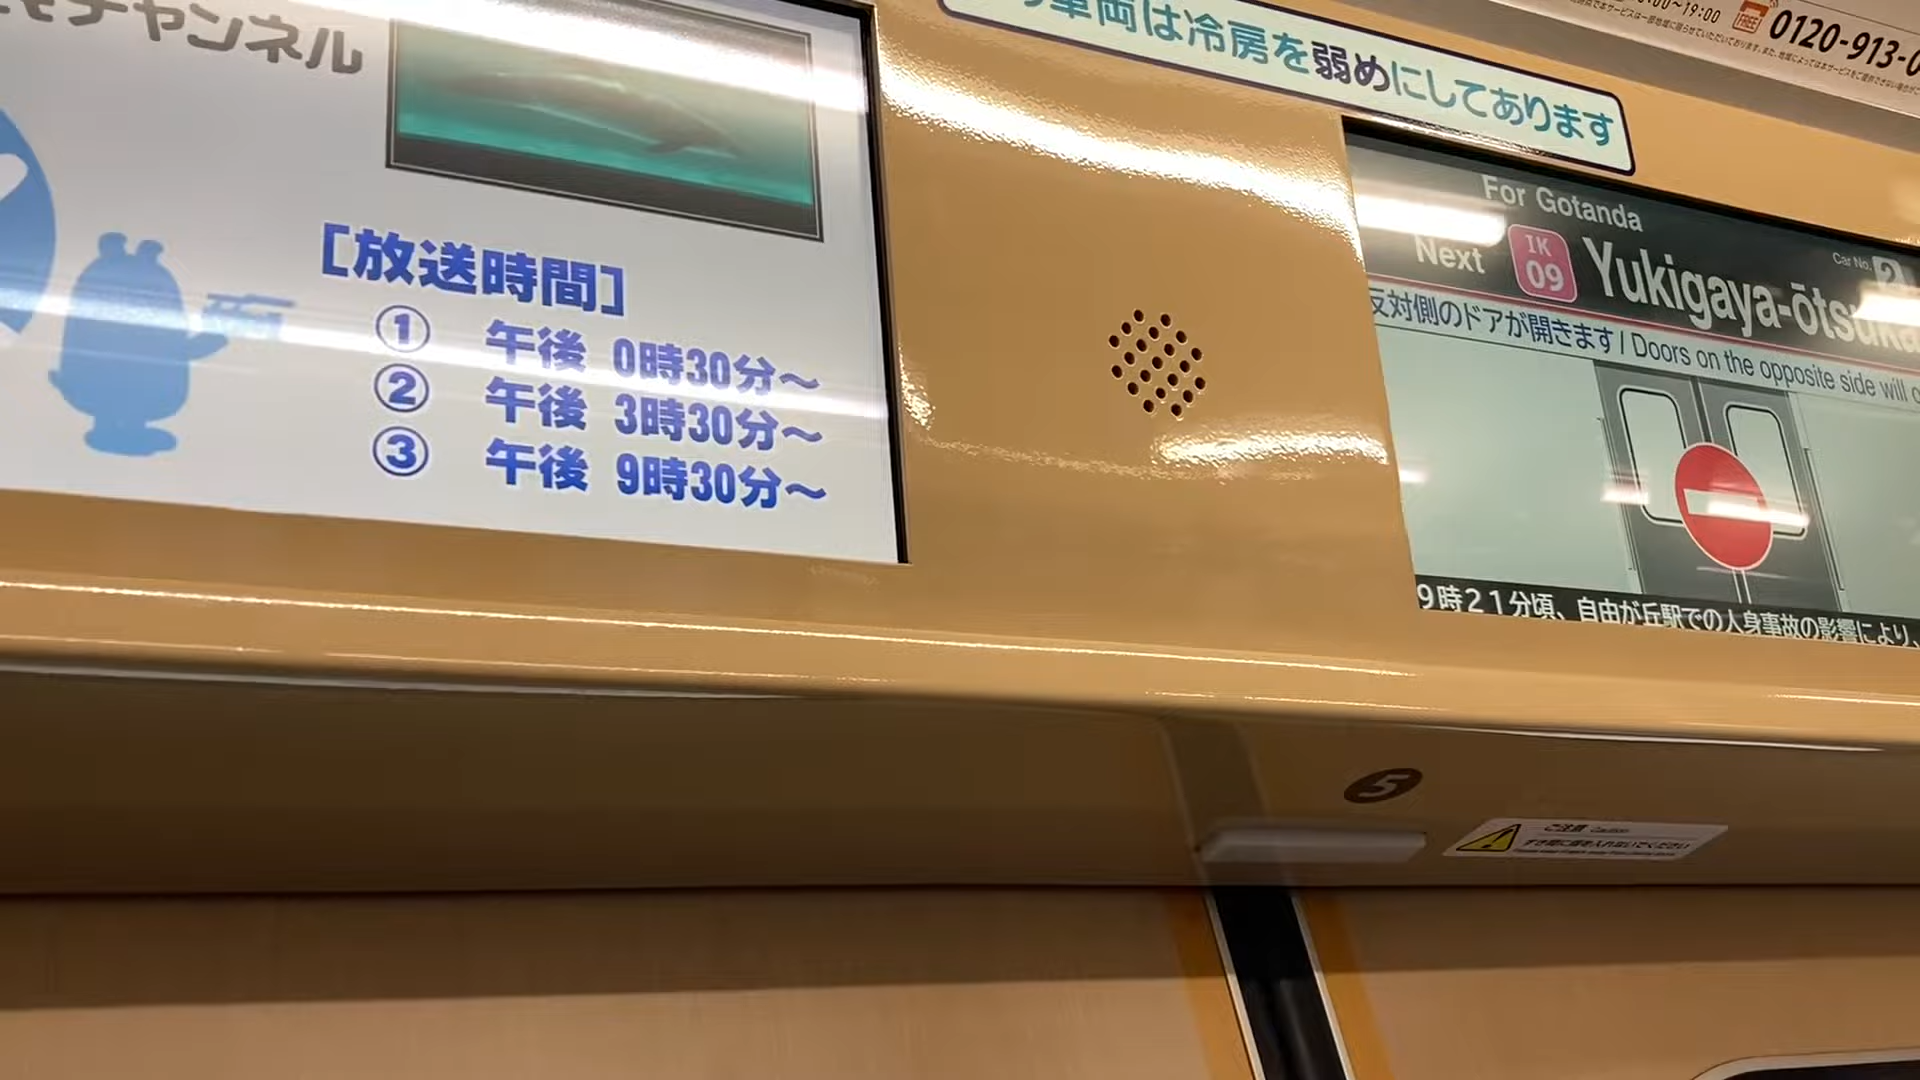 チャンネル
[放送時間]
① 午後 0時30分～
② 午後 3時30分～
③ 午後 9時30分～
車両は冷房を弱めにしてあります
～19:00
FREE
0120-913-
For Gotanda
Next IK 09 Yukigaya-ōtsuka
Car No. 2
反対側のドアが開きます / Doors on the opposite side will
9時21分頃、自由が丘駅での人身事故の影響により、
5
ご注意